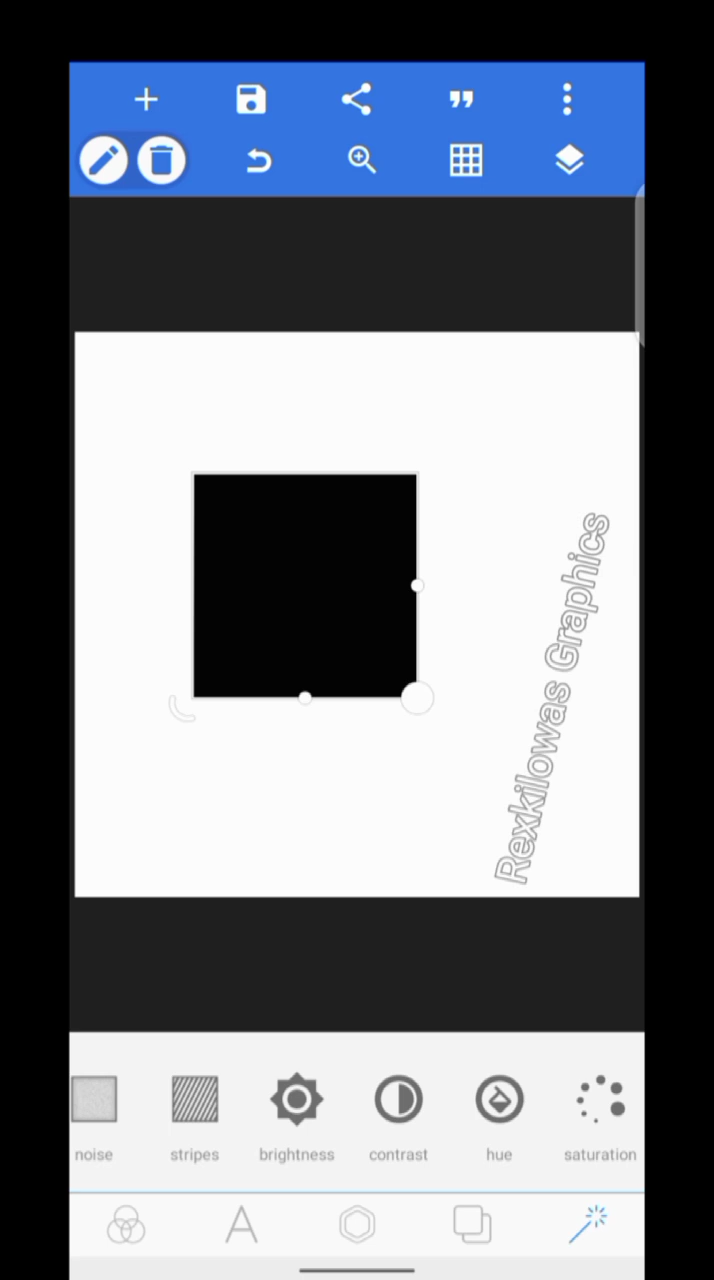 Rexkilowas Graphics
noise
stripes
brightness
contrast
hue
saturation